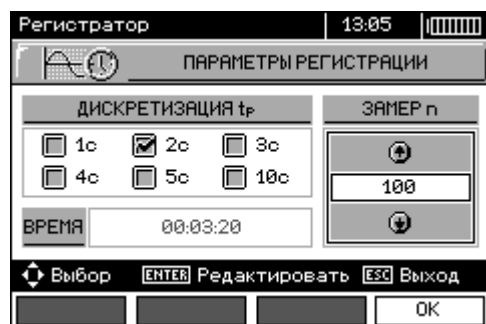 Регистратор 13:05
ПАРАМЕТРЫ РЕГИСТРАЦИИ
ДИСКРЕТИЗАЦИЯ tр ЗАМЕР n
1с 2с 3с
4с 5с 10с
100
ВРЕМЯ 00:03:20
Выбор ENTER Редактировать ESC Выход
OK